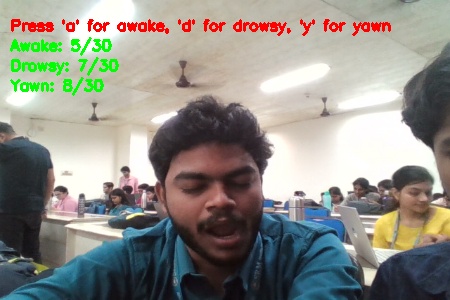 Press 'a' for awake, 'd' for drowsy, 'y' for yawn
Awake: 5/30
Drowsy: 7/30
Yawn: 8/30